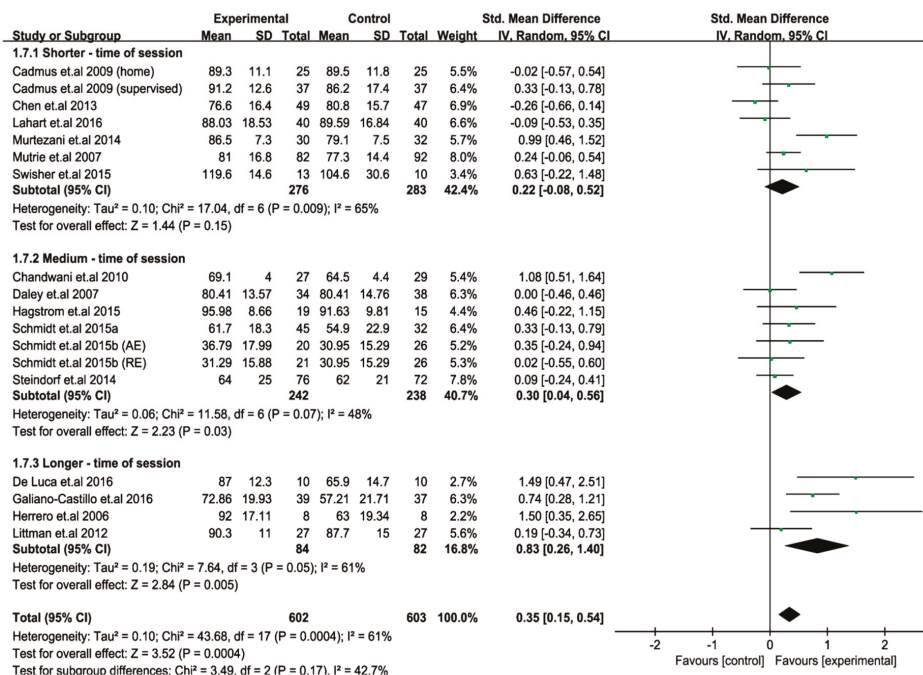 Experimental Control Std. Mean Difference Std. Mean Difference
Study or Subgroup Mean SD Total Mean SD Total Weight IV, Random, 95% CI IV, Random, 95% CI
1.7.1 Shorter - time of session
Cadmus et.al 2009 (home) 89.3 11.1 25 89.5 11.8 25 5.5% -0.02 [-0.57, 0.54]
Cadmus et.al 2009 (supervised) 91.2 12.6 37 86.2 17.4 37 6.3% 0.33 [-0.13, 0.78]
Chen et.al 2013 76.6 16.4 49 80.8 15.7 47 7.0% -0.26 [-0.66, 0.14]
Lahart et.al 2016 88.03 18.53 40 89.59 16.84 40 6.6% -0.09 [-0.53, 0.35]
Murtezani et.al 2014 86.5 7.3 30 79.1 7.5 32 5.7% 0.99 [0.46, 1.52]
Mutrie et.al 2007 81 16.8 82 77.3 14.4 92 8.1% 0.24 [-0.06, 0.54]
Swisher et.al 2015 119.6 14.6 13 104.6 30.6 10 3.4% 0.63 [-0.22, 1.48]
Subtotal (95% CI) 276 283 42.4% 0.22 [-0.08, 0.52]
Heterogeneity: Tau² = 0.10; Chi² = 17.04, df = 6 (P = 0.009); I² = 65%
Test for overall effect: Z = 1.44 (P = 0.15)
1.7.2 Medium - time of session
Chandwani et.al 2010 69.1 4 27 64.5 4.4 29 5.4% 1.08 [0.51, 1.64]
Daley et.al 2007 80.41 13.57 34 80.41 14.76 38 6.3% 0.00 [-0.46, 0.46]
Hagstrom et.al 2015 95.98 8.66 19 91.63 9.81 15 4.5% 0.46 [-0.22, 1.15]
Schmidt et.al 2015a 61.7 18.3 45 54.9 22.9 32 6.3% 0.33 [-0.13, 0.79]
Schmidt et.al 2015b (AE) 36.79 17.99 20 30.95 15.29 26 5.2% 0.35 [-0.24, 0.94]
Schmidt et.al 2015b (RE) 31.29 15.88 21 30.95 15.29 26 5.3% 0.02 [-0.55, 0.60]
Steindorf et.al 2014 64 25 76 62 21 72 7.8% 0.09 [-0.24, 0.41]
Subtotal (95% CI) 242 238 40.7% 0.30 [0.04, 0.56]
Heterogeneity: Tau² = 0.06; Chi² = 11.58, df = 6 (P = 0.07); I² = 48%
Test for overall effect: Z = 2.23 (P = 0.03)
1.7.3 Longer - time of session
De Luca et.al 2016 87 12.3 10 65.9 14.7 10 2.7% 1.49 [0.47, 2.51]
Galiano-Castillo et.al 2016 72.86 19.93 39 57.21 21.71 37 6.3% 0.74 [0.28, 1.21]
Herrero et.al 2006 92 17.11 8 63 19.34 8 2.2% 1.50 [0.35, 2.65]
Littman et.al 2012 90.3 11 27 87.7 15 27 5.6% 0.19 [-0.34, 0.73]
Subtotal (95% CI) 84 82 16.8% 0.83 [0.26, 1.40]
Heterogeneity: Tau² = 0.19; Chi² = 7.64, df = 3 (P = 0.05); I² = 61%
Test for overall effect: Z = 2.84 (P = 0.005)
Total (95% CI) 602 603 100.0% 0.35 [0.15, 0.54]
Heterogeneity: Tau² = 0.10; Chi² = 43.68, df = 17 (P = 0.0004); I² = 61%
Test for overall effect: Z = 3.52 (P = 0.0004)
Test for subgroup differences: Chi² = 3.49, df = 2 (P = 0.17), I² = 42.7%
-2 -1 0 1 2
Favours [control] Favours [experimental]